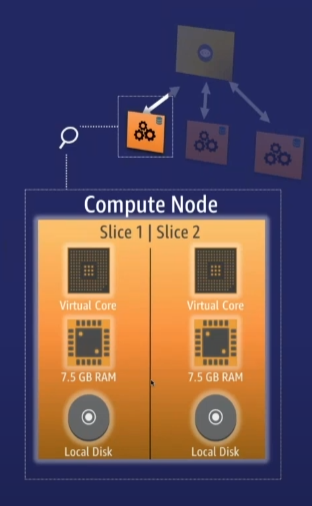 Compute Node
Slice 1 | Slice 2
Virtual Core Virtual Core
7.5 GB RAM 7.5 GB RAM
Local Disk Local Disk